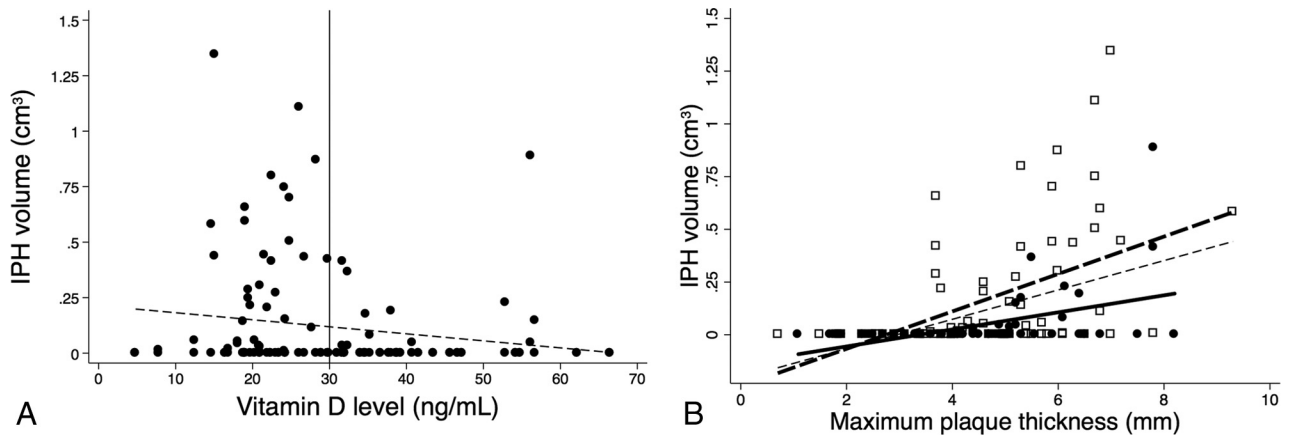 1.5
1.25
1
.75
.5
.25
0
IPH volume (cm³)
0 10 20 30 40 50 60 70
Vitamin D level (ng/mL)
A
1.5
1.25
1
.75
.5
.25
0
IPH volume (cm³)
0 2 4 6 8 10
Maximum plaque thickness (mm)
B